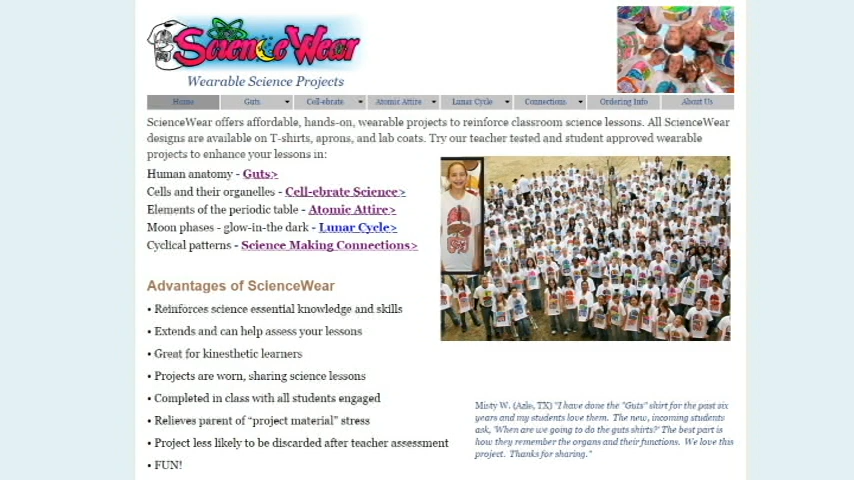 Science Wear
Wearable Science Projects
Home Guts Cell-ebrate Atomic Attire Lunar Cycle Connections Ordering Info About Us
ScienceWear offers affordable, hands-on, wearable projects to reinforce classroom science lessons. All ScienceWear
designs are available on T-shirts, aprons, and lab coats. Try our teacher tested and student approved wearable
projects to enhance your lessons in:
Human anatomy - Guts>
Cells and their organelles - Cell-ebrate Science>
Elements of the periodic table - Atomic Attire>
Moon phases - glow-in-the dark - Lunar Cycle>
Cyclical patterns - Science Making Connections>
Advantages of ScienceWear
• Reinforces science essential knowledge and skills
• Extends and can help assess your lessons
• Great for kinesthetic learners
• Projects are worn, sharing science lessons
• Completed in class with all students engaged
• Relieves parent of “project material” stress
• Project less likely to be discarded after teacher assessment
• FUN!
Misty W. (Azle, TX) "I have done the "Guts" shirt for the past six
years and my students love them. The new, incoming students
ask, 'When are we going to do the guts shirts?' The best part is
how they remember the organs and their functions. We love this
project. Thanks for sharing."